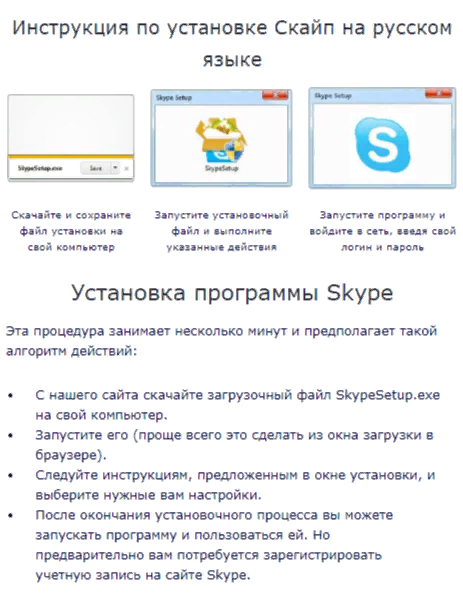 Инструкция по установке Скайп на русском
языке
Skype Setup
Skype Setup
SkypeSetup.exe
Save
SkypeSetup
Скачайте и сохраните
файл установки на
свой компьютер
Запустите установочный
файл и выполните
указанные действия
Запустите программу и
войдите в сеть, введя свой
логин и пароль
Установка программы Skype
Эта процедура занимает несколько минут и предполагает такой
алгоритм действий:
• С нашего сайта скачайте загрузочный файл SkypeSetup.exe
на свой компьютер.
• Запустите его (проще всего это сделать из окна загрузки в
браузере).
• Следуйте инструкциям, предложенным в окне установки, и
выберите нужные вам настройки.
• После окончания установочного процесса вы можете
запускать программу и пользоваться ей. Но
предварительно вам потребуется зарегистрировать
учетную запись на сайте Skype.